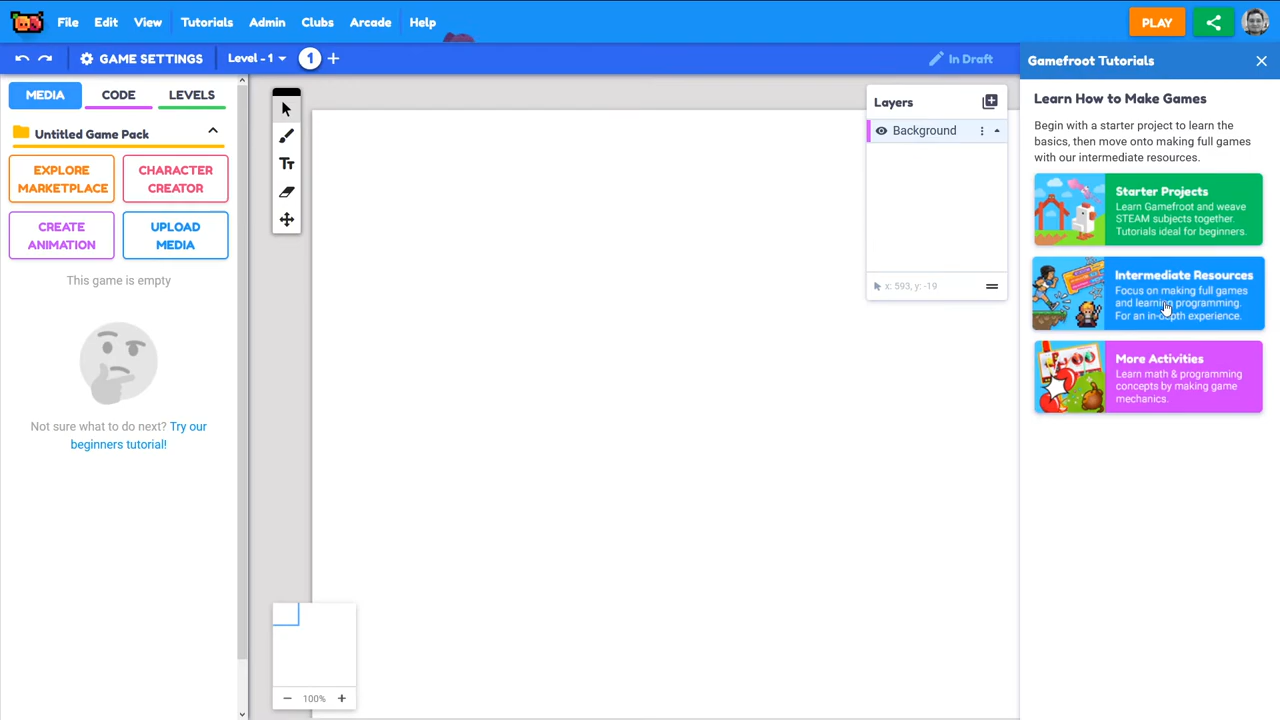 File Edit View Tutorials Admin Clubs Arcade Help PLAY
GAME SETTINGS Level - 1 1 In Draft
Gamefroot Tutorials
MEDIA CODE LEVELS
Untitled Game Pack
EXPLORE MARKETPLACE
CHARACTER CREATOR
CREATE ANIMATION
UPLOAD MEDIA
This game is empty
Not sure what to do next? Try our
beginners tutorial!
Layers
Background
x: 593, y: -19
100%
Learn How to Make Games
Begin with a starter project to learn the
basics, then move onto making full games
with our intermediate resources.
Starter Projects
Learn Gamefroot and weave
STEAM subjects together.
Tutorials ideal for beginners.
Intermediate Resources
Focus on making full games
and learning programming.
For an in-depth experience.
More Activities
Learn math & programming
concepts by making game
mechanics.